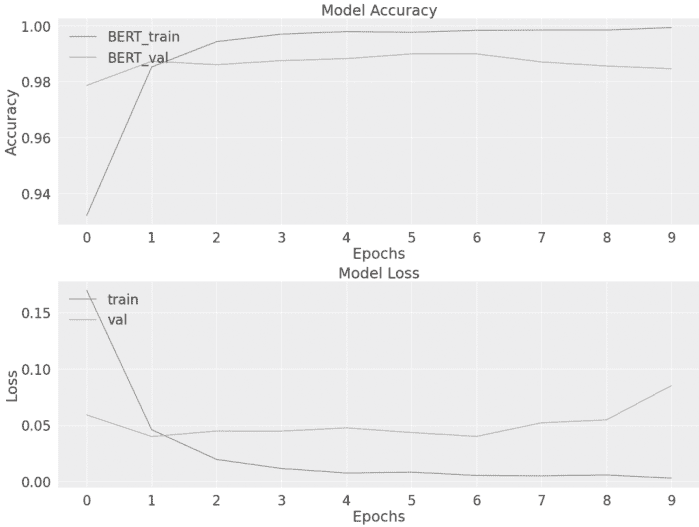 Model Accuracy
1.00
0.98
0.96
0.94
Accuracy
BERT_train
BERT_val
0 1 2 3 4 5 6 7 8 9
Epochs
Model Loss
0.15
0.10
0.05
0.00
Loss
train
val
0 1 2 3 4 5 6 7 8 9
Epochs